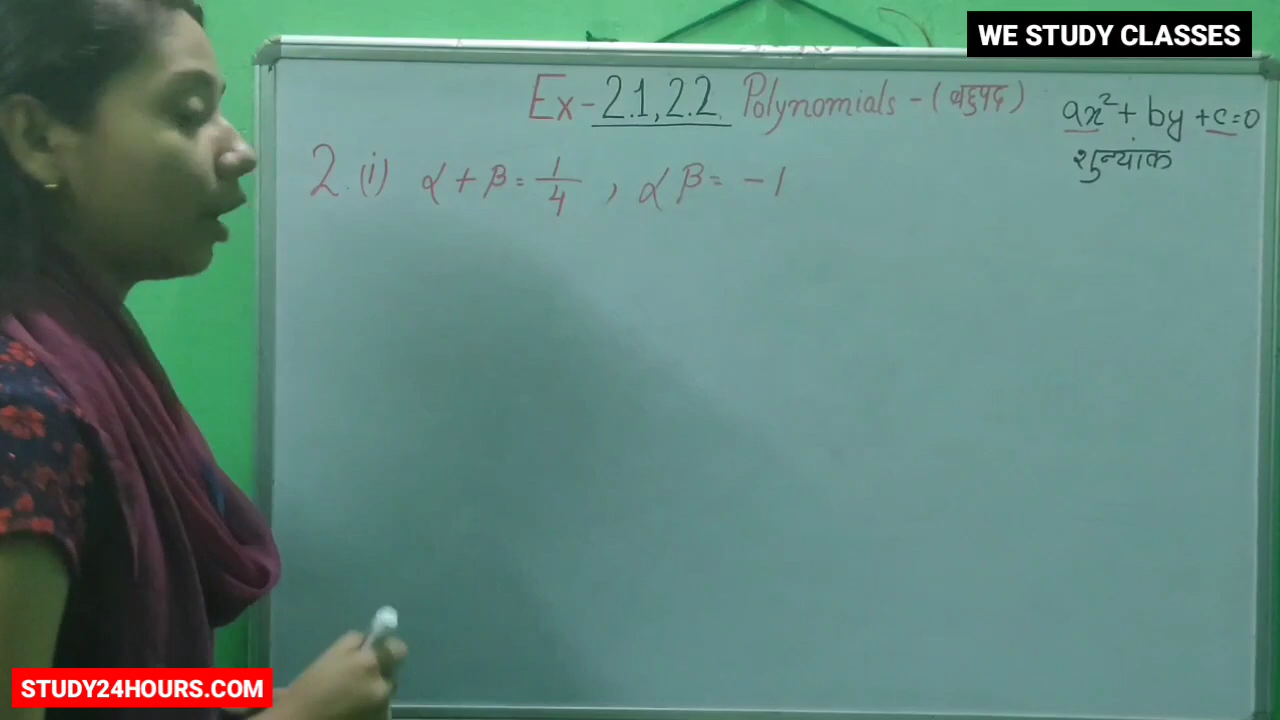 WE STUDY CLASSES
Ex-2.1, 2.2. Polynomials - (बहुपद)
ax² + by + c = 0
शुन्यांक
2. (i) α + β = 1/4 , α β = - 1
STUDY24HOURS.COM